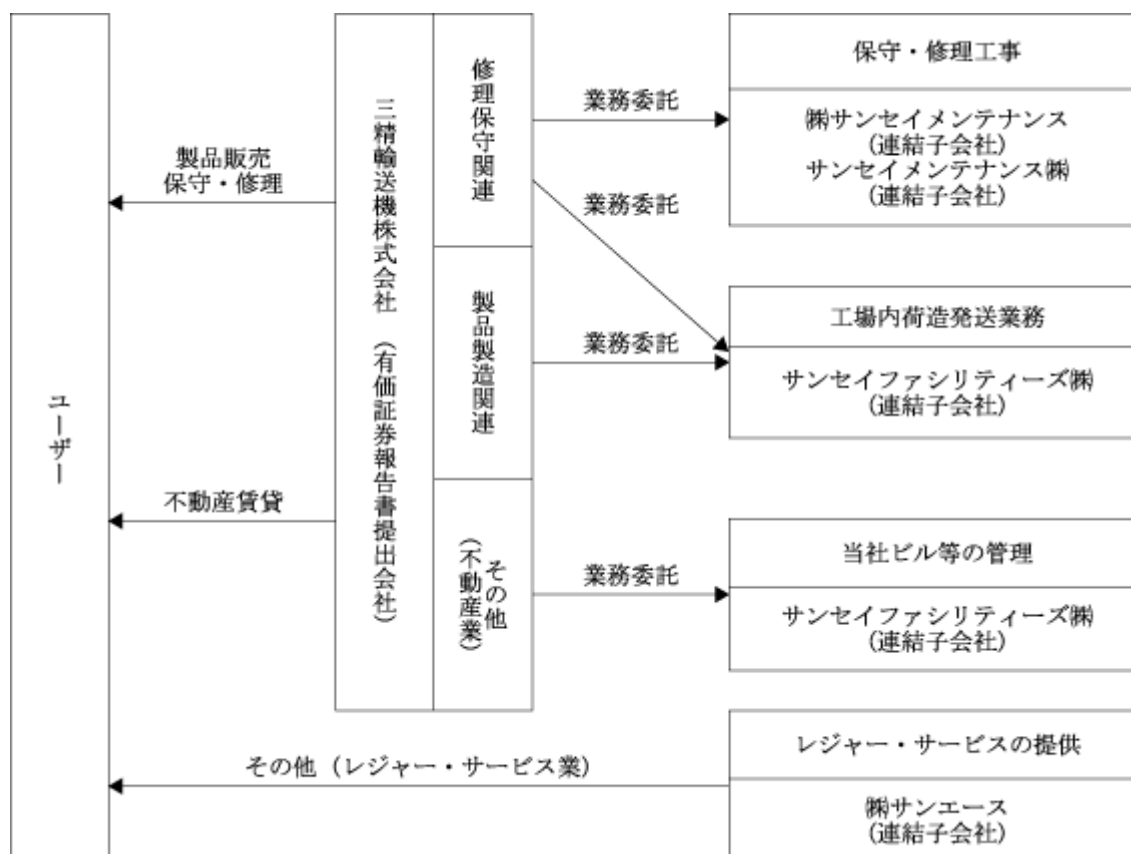 ユーザー
製品販売
保守・修理
不動産賃貸
三精輸送機株式会社（有価証券報告書提出会社）
修理保守関連
製品製造関連
その他
（不動産業）
業務委託
業務委託
業務委託
業務委託
保守・修理工事
㈱サンセイメンテナンス
（連結子会社）
サンセイメンテナンス㈱
（連結子会社）
工場内荷造発送業務
サンセイファシリティーズ㈱
（連結子会社）
当社ビル等の管理
サンセイファシリティーズ㈱
（連結子会社）
その他（レジャー・サービス業）
レジャー・サービスの提供
㈱サンエース
（連結子会社）